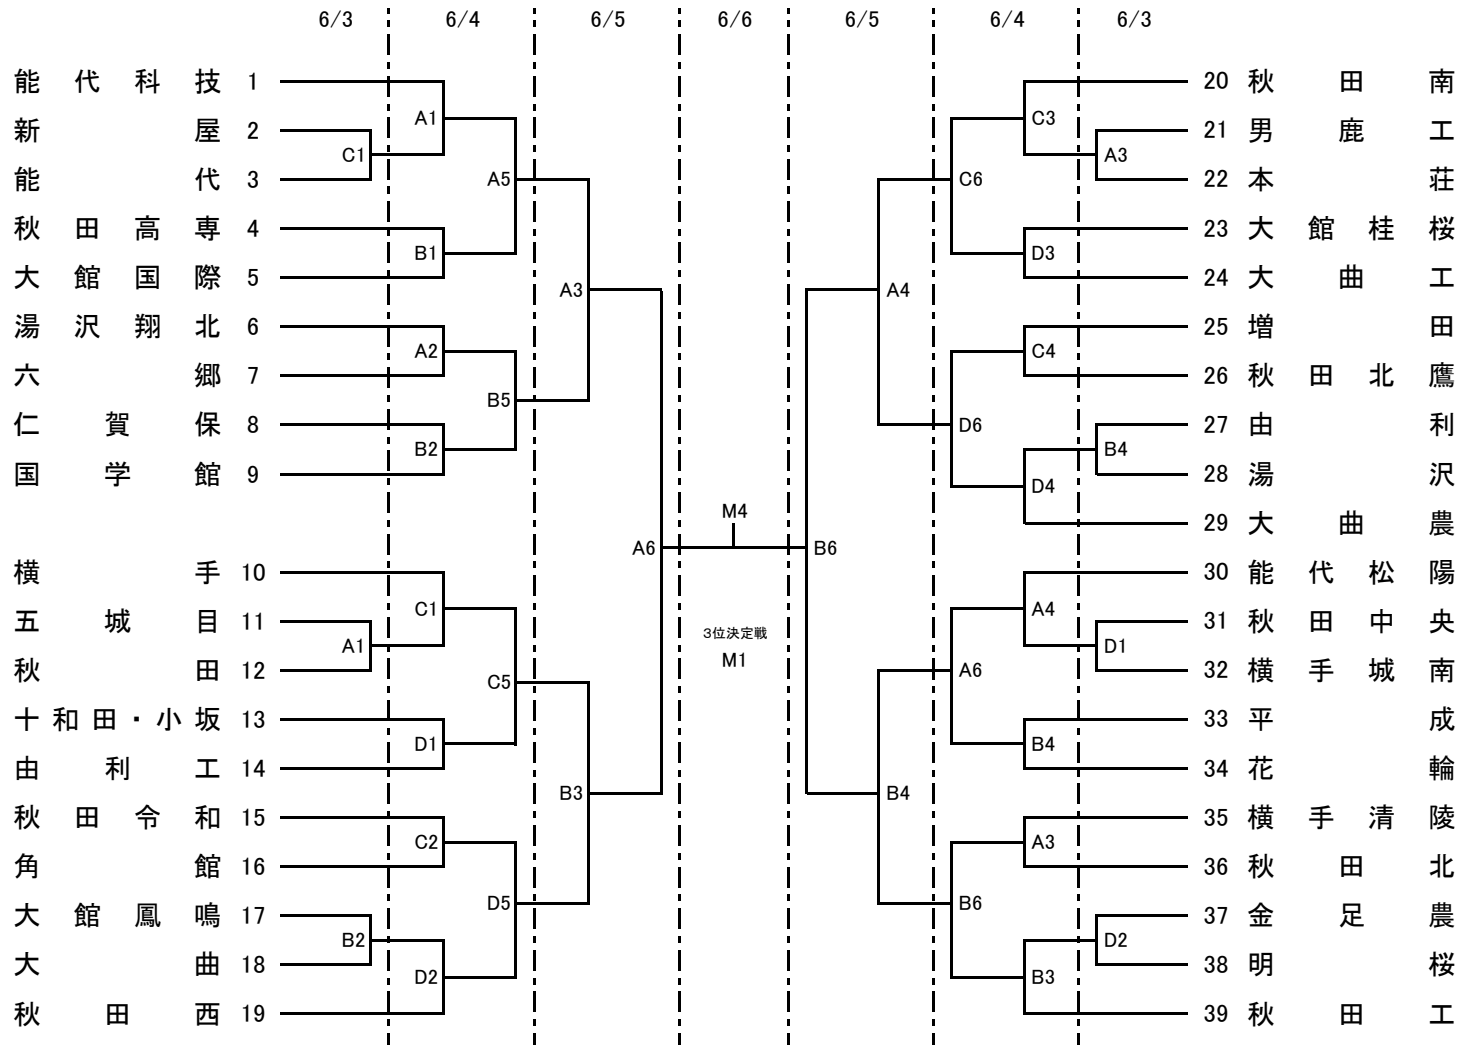 6/3 6/4 6/5 6/6 6/5 6/4 6/3
能代科技 1
新屋 2
能代 3
秋田高専 4
大館国際 5
湯沢翔北 6
六郷 7
仁賀保 8
国学館 9
横手 10
五城目 11
秋田 12
十和田・小坂 13
由利工 14
秋田令和 15
角館 16
大館鳳鳴 17
大曲 18
秋田西 19
C1
A1
B2
A1
B1
A2
B2
C1
D1
C2
D2
A5
B5
C5
D5
A3
B3
A6
M4
3位決定戦
M1
B6
A4
B4
C6
D6
A6
B6
C3
D3
C4
D4
A4
B4
A3
B3
A3
B4
D1
D2
20 秋田南
21 男鹿工
22 本荘
23 大館桂桜
24 大曲工
25 増田
26 秋田北鷹
27 由利
28 湯沢
29 大曲農
30 能代松陽
31 秋田中央
32 横手城南
33 平成
34 花輪
35 横手清陵
36 秋田北
37 金足農
38 明桜
39 秋田工